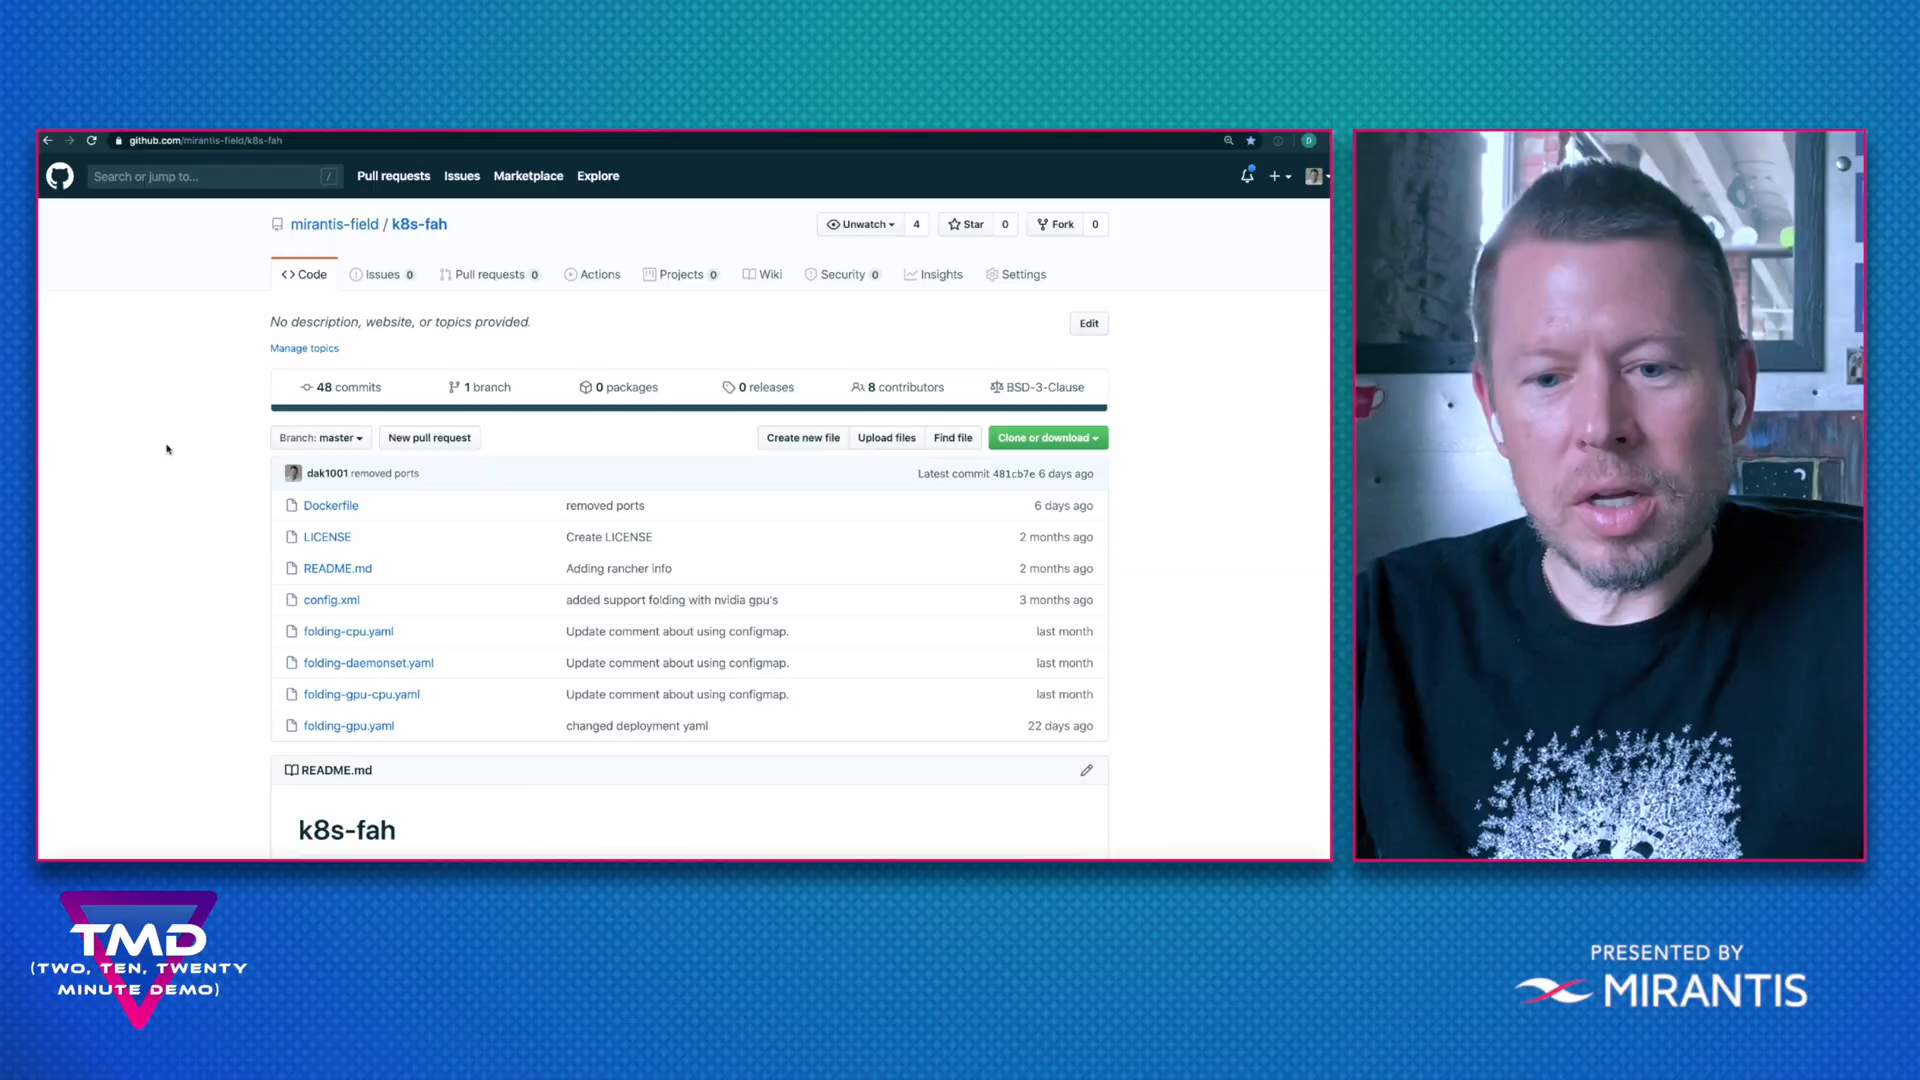 github.com/mirantis-field/k8s-fah
D
Search or jump to...
/
Pull requests
Issues
Marketplace
Explore
mirantis-field / k8s-fah
Unwatch 4
Star 0
Fork 0
Code
Issues 0
Pull requests 0
Actions
Projects 0
Wiki
Security 0
Insights
Settings
No description, website, or topics provided.
Edit
Manage topics
48 commits
1 branch
0 packages
0 releases
8 contributors
BSD-3-Clause
Branch: master
New pull request
Create new file
Upload files
Find file
Clone or download
dak1001 removed ports
Latest commit 481cb7e 6 days ago
Dockerfile removed ports 6 days ago
LICENSE Create LICENSE 2 months ago
README.md Adding rancher info 2 months ago
config.xml added support folding with nvidia gpu's 3 months ago
folding-cpu.yaml Update comment about using configmap. last month
folding-daemonset.yaml Update comment about using configmap. last month
folding-gpu-cpu.yaml Update comment about using configmap. last month
folding-gpu.yaml changed deployment yaml 22 days ago
README.md
k8s-fah
TMD
(TWO, TEN, TWENTY
MINUTE DEMO)
PRESENTED BY
MIRANTIS